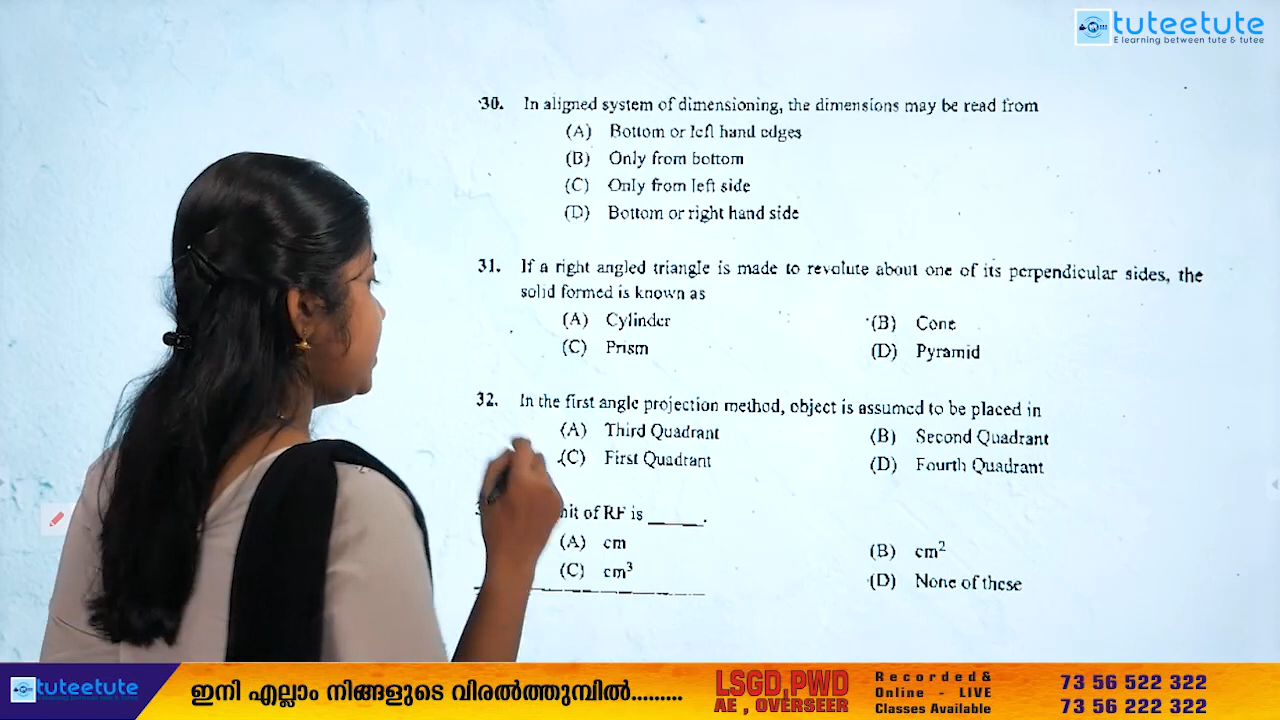 tuteetute
E learning between tute & tutee
30. In aligned system of dimensioning, the dimensions may be read from
(A) Bottom or left hand edges
(B) Only from bottom
(C) Only from left side
(D) Bottom or right hand side
31. If a right angled triangle is made to revolute about one of its perpendicular sides, the
solid formed is known as
(A) Cylinder (B) Cone
(C) Prism (D) Pyramid
32. In the first angle projection method, object is assumed to be placed in
(A) Third Quadrant (B) Second Quadrant
(C) First Quadrant (D) Fourth Quadrant
of RF is _____.
(A) cm (B) cm²
(C) cm³ (D) None of these
tuteetute
ഇനി എല്ലാം നിങ്ങളുടെ വിരൽത്തുമ്പിൽ.........
LSGD,PWD
AE , OVERSEER
Recorded &
Online - LIVE
Classes Available
73 56 522 322
73 56 222 322